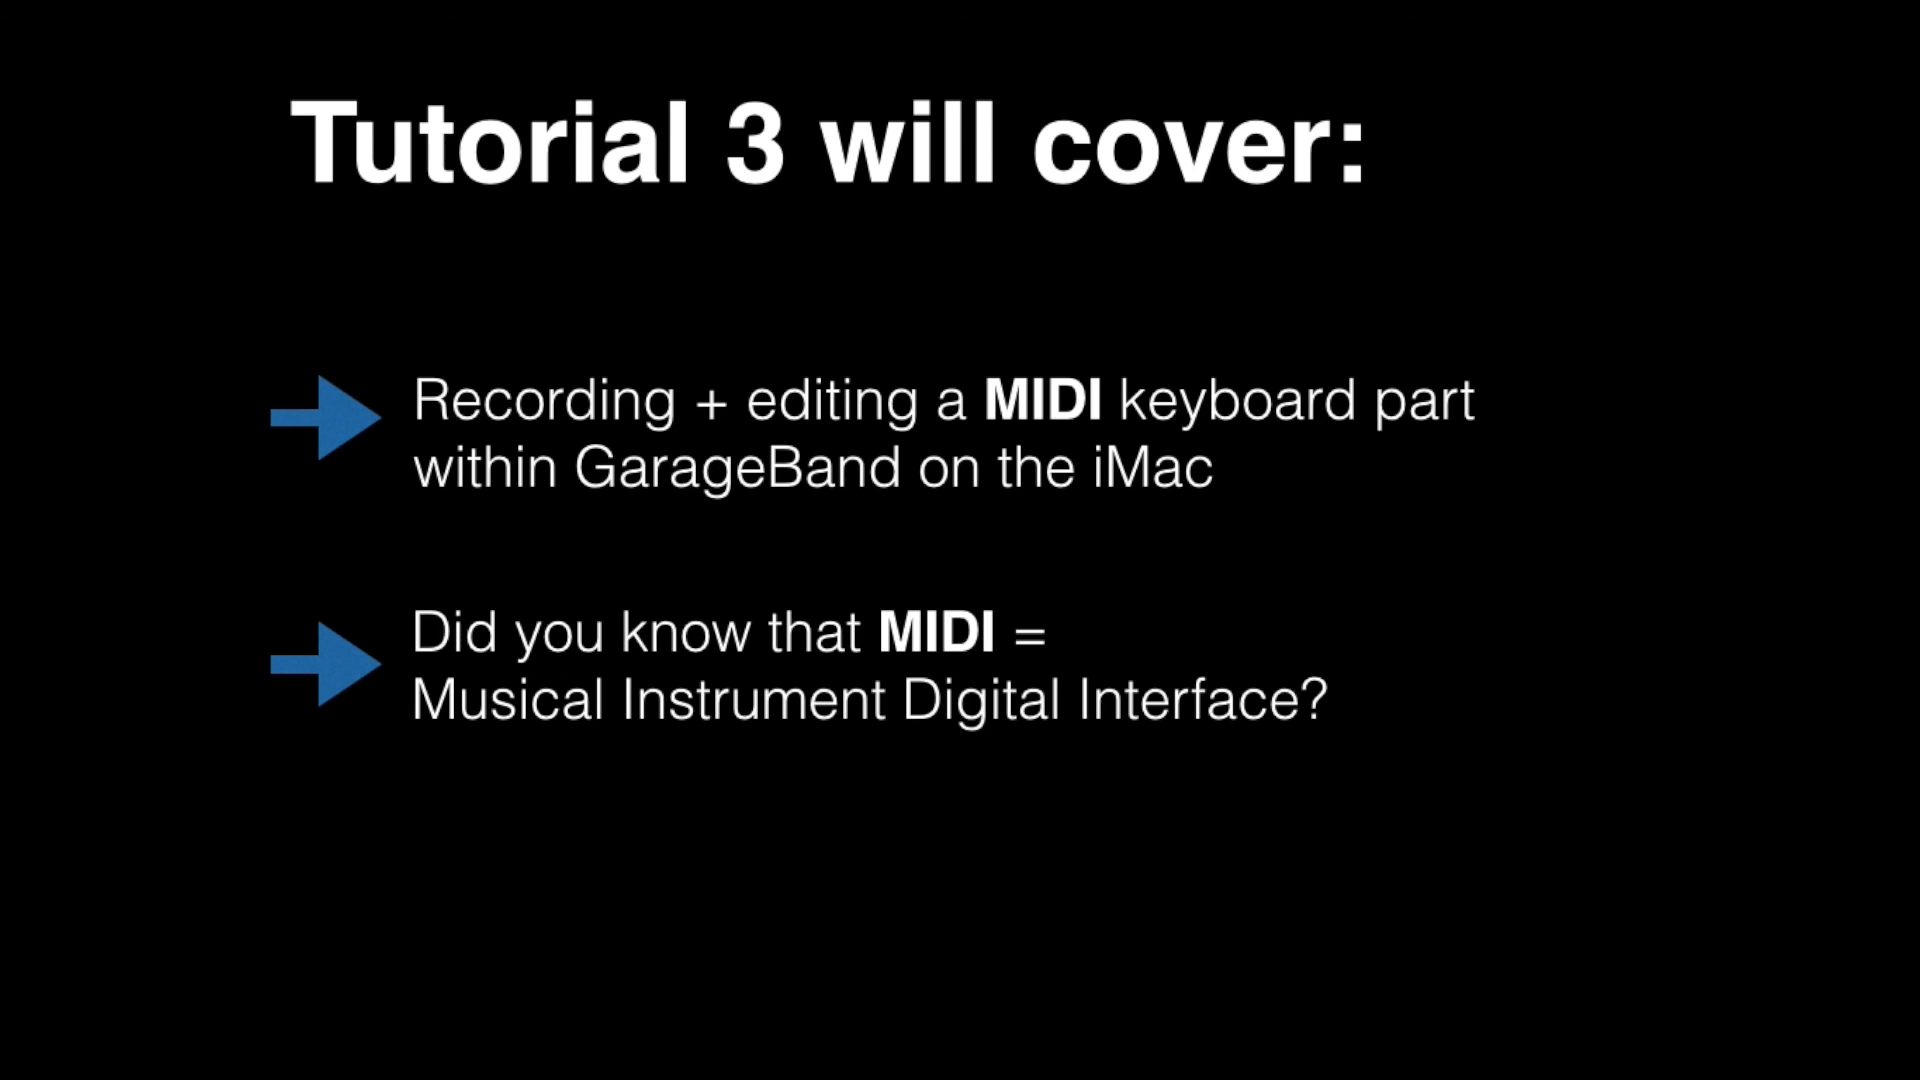 Tutorial 3 will cover:
Recording + editing a MIDI keyboard part
within GarageBand on the iMac
Did you know that MIDI =
Musical Instrument Digital Interface?